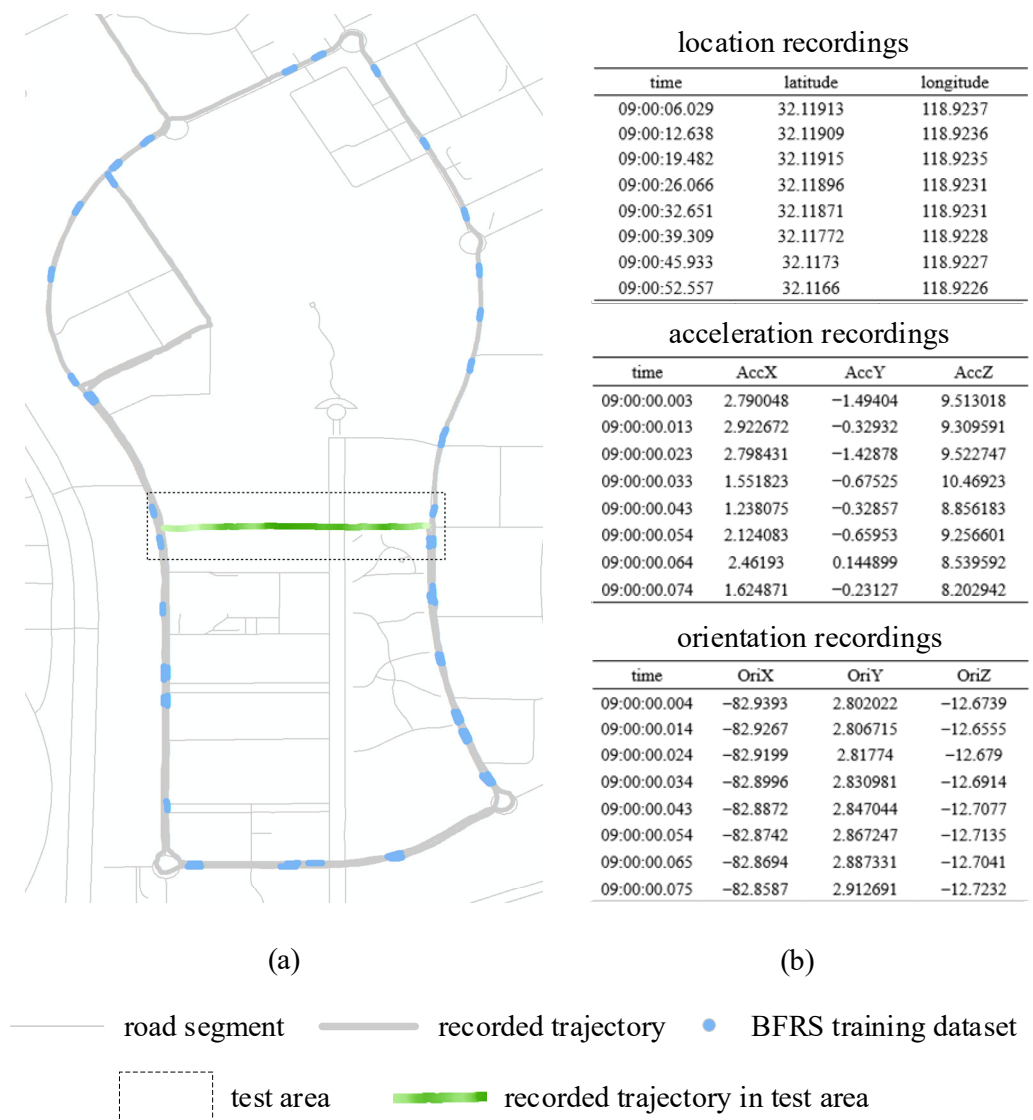 location recordings
time latitude longitude
09:00:06.029 32.11913 118.9237
09:00:12.638 32.11909 118.9236
09:00:19.482 32.11915 118.9235
09:00:26.066 32.11896 118.9231
09:00:32.651 32.11871 118.9231
09:00:39.309 32.11772 118.9228
09:00:45.933 32.1173 118.9227
09:00:52.557 32.1166 118.9226
acceleration recordings
time AccX AccY AccZ
09:00:00.003 2.790048 −1.49404 9.513018
09:00:00.013 2.922672 −0.32932 9.309591
09:00:00.023 2.798431 −1.42878 9.522747
09:00:00.033 1.551823 −0.67525 10.46923
09:00:00.043 1.238075 −0.32857 8.856183
09:00:00.054 2.124083 −0.65953 9.256601
09:00:00.064 2.46193 0.144899 8.539592
09:00:00.074 1.624871 −0.23127 8.202942
orientation recordings
time OriX OriY OriZ
09:00:00.004 −82.9393 2.802022 −12.6739
09:00:00.014 −82.9267 2.806715 −12.6555
09:00:00.024 −82.9199 2.81774 −12.679
09:00:00.034 −82.8996 2.830981 −12.6914
09:00:00.043 −82.8872 2.847044 −12.7077
09:00:00.054 −82.8742 2.867247 −12.7135
09:00:00.065 −82.8694 2.887331 −12.7041
09:00:00.075 −82.8587 2.912691 −12.7232
(a) (b)
road segment recorded trajectory BFRS training dataset
test area recorded trajectory in test area